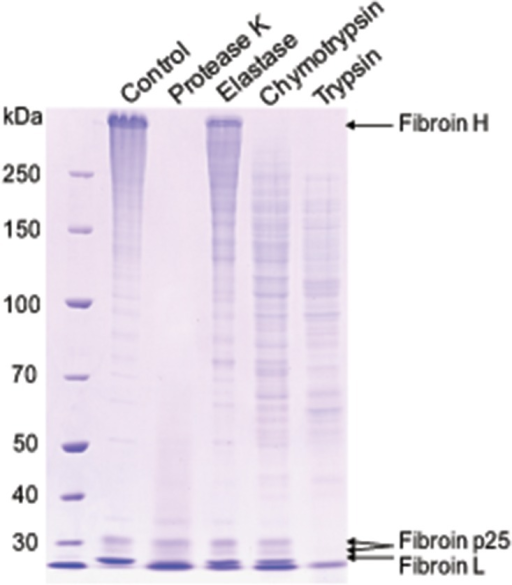 Control
Protease K
Elastase
Chymotrypsin
Trypsin
kDa
Fibroin H
250
150
100
70
50
40
30
Fibroin p25
Fibroin L